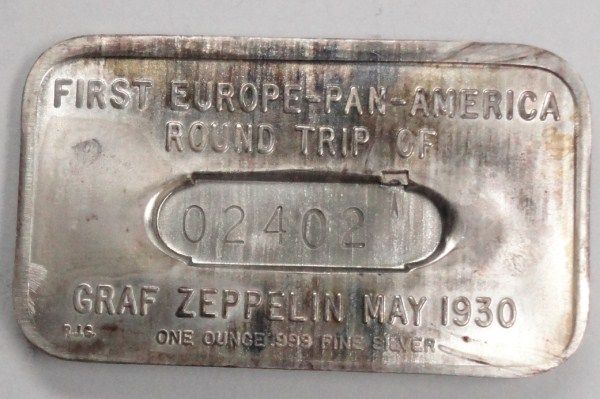 FIRST EUROPE-PAN-AMERICA
ROUND TRIP OF
02402
GRAF ZEPPELIN MAY 1930
R.J.G.
ONE OUNCE .999 FINE SILVER